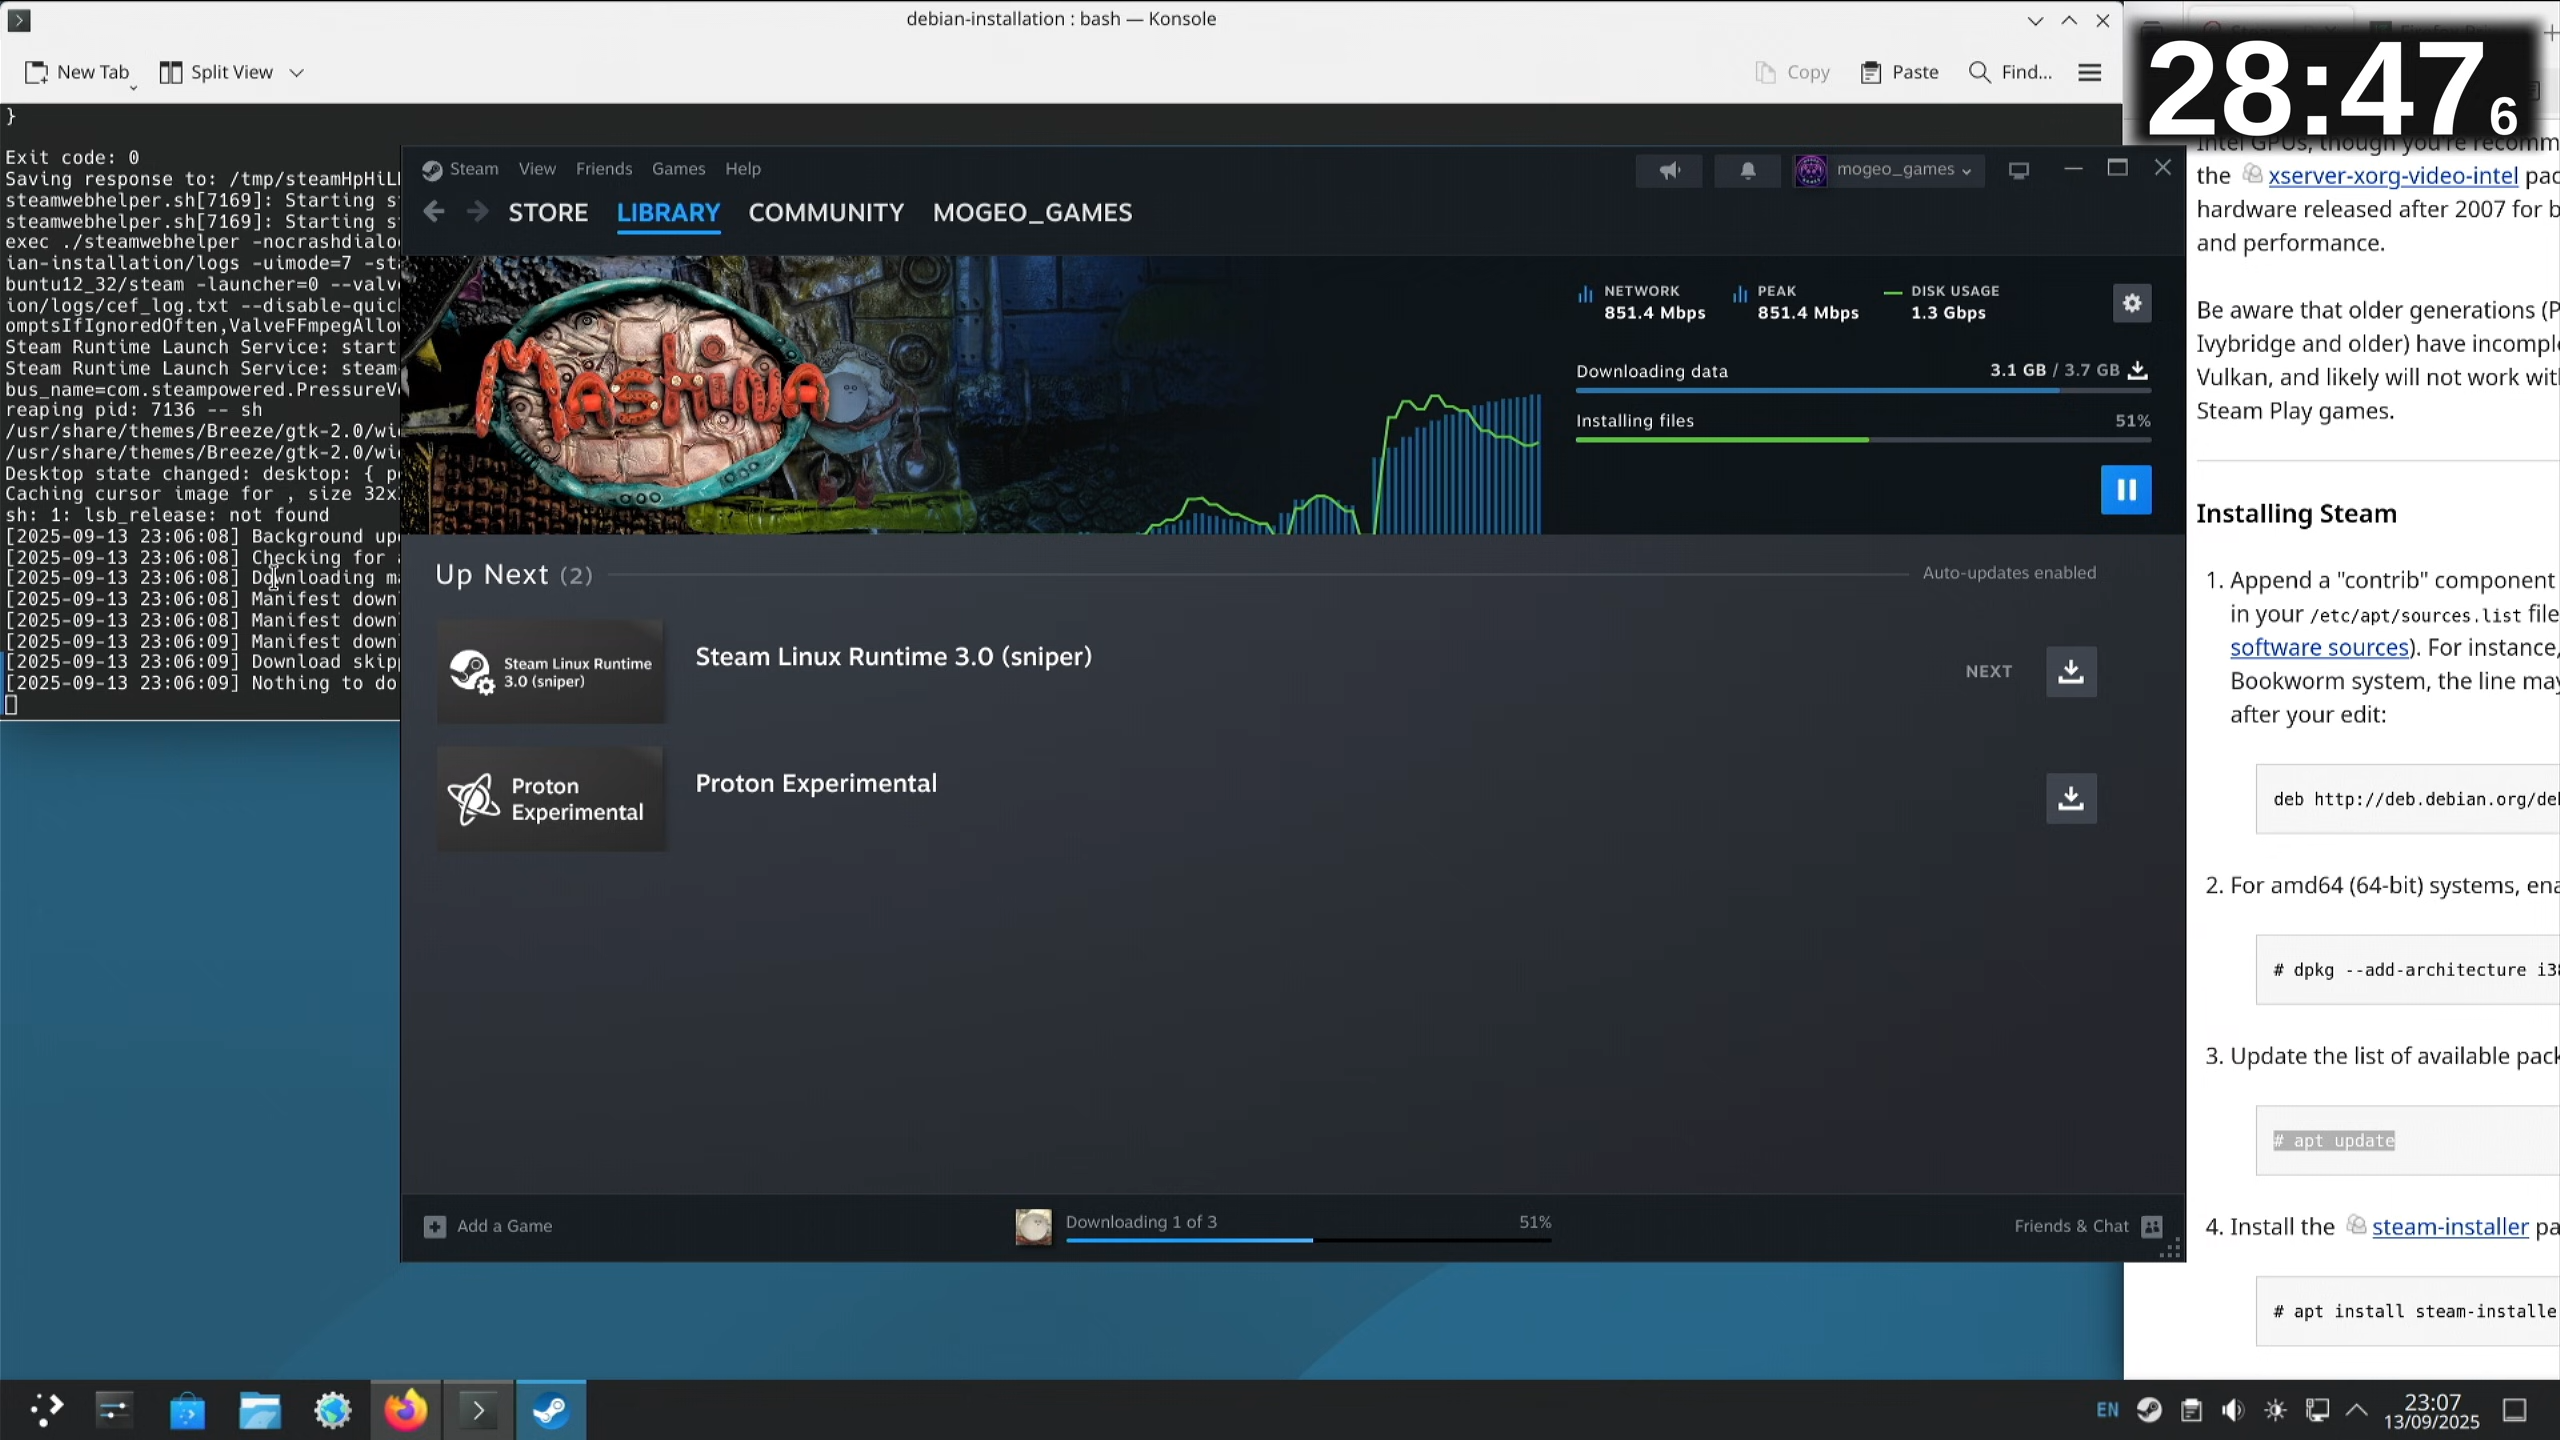 debian-installation : bash — Konsole
New Tab
Split View
Copy
Paste
Find...
28:47 6
}
Exit code: 0
Saving response to: /tmp/steamHpHiL
steamwebhelper.sh[7169]: Starting s
steamwebhelper.sh[7169]: Starting s
exec ./steamwebhelper -nocrashdialo
ian-installation/logs -uimode=7 -st
buntu12_32/steam -launcher=0 --valv
ion/logs/cef_log.txt --disable-quic
omptsIfIgnoredOften,ValveFFmpegAllo
Steam Runtime Launch Service: start
Steam Runtime Launch Service: steam
bus_name=com.steampowered.PressureV
reaping pid: 7136 -- sh
/usr/share/themes/Breeze/gtk-2.0/wi
/usr/share/themes/Breeze/gtk-2.0/wi
Desktop state changed: desktop: { p
Caching cursor image for , size 32x
sh: 1: lsb_release: not found
[2025-09-13 23:06:08] Background up
[2025-09-13 23:06:08] Checking for
[2025-09-13 23:06:08] Downloading m
[2025-09-13 23:06:08] Manifest down
[2025-09-13 23:06:08] Manifest down
[2025-09-13 23:06:09] Manifest down
[2025-09-13 23:06:09] Download skip
[2025-09-13 23:06:09] Nothing to do
Steam View Friends Games Help
mogeo_games
STORE LIBRARY COMMUNITY MOGEO_GAMES
Mashina
NETWORK
851.4 Mbps
PEAK
851.4 Mbps
DISK USAGE
1.3 Gbps
Downloading data 3.1 GB / 3.7 GB
Installing files 51%
Up Next (2)
Auto-updates enabled
Steam Linux Runtime
3.0 (sniper)
Steam Linux Runtime 3.0 (sniper)
NEXT
Proton
Experimental
Proton Experimental
Add a Game
Downloading 1 of 3 51%
Friends & Chat
Intel GPUs, though you're recomm
the xserver-xorg-video-intel pac
hardware released after 2007 for b
and performance.
Be aware that older generations (P
Ivybridge and older) have incomple
Vulkan, and likely will not work wit
Steam Play games.
Installing Steam
1. Append a "contrib" component
in your /etc/apt/sources.list file
software sources). For instance,
Bookworm system, the line may
after your edit:
deb http://deb.debian.org/de
2. For amd64 (64-bit) systems, ena
# dpkg --add-architecture i3
3. Update the list of available pack
# apt update
4. Install the steam-installer pa
# apt install steam-installe
EN
23:07
13/09/2025